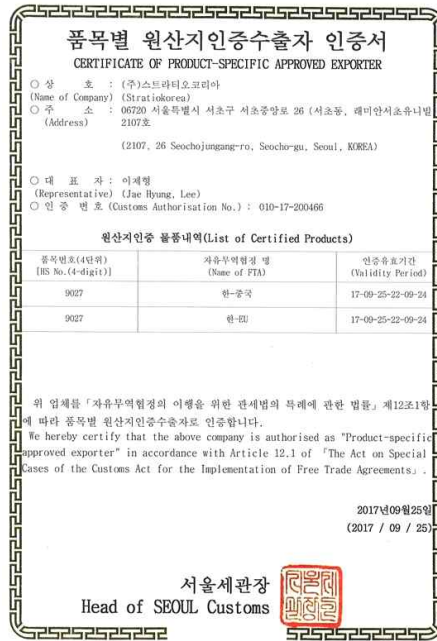 품목별 원산지인증수출자 인증서
CERTIFICATE OF PRODUCT-SPECIFIC APPROVED EXPORTER
○ 상 호 : (주)스트라티오코리아
(Name of Company) (Stratiokorea)
○ 주 소 : 06720 서울특별시 서초구 서초중앙로 26 (서초동, 래미안서초유니빌
(Address) 2107호
(2107, 26 Seochojungang-ro, Seocho-gu, Seoul, KOREA)
○ 대 표 자 : 이제형
(Representative) (Jae Hyung, Lee)
○ 인 증 번 호 (Customs Authorisation No.) : 010-17-200466
원산지인증 물품내역(List of Certified Products)
품목번호(4단위) 자유무역협정 명 인증유효기간
[HS No.(4-digit)] (Name of FTA) (Validity Period)
9027 한-중국 17-09-25-22-09-24
9027 한-EU 17-09-25-22-09-24
위 업체를 「자유무역협정의 이행을 위한 관세법의 특례에 관한 법률」 제12조1항
에 따라 품목별 원산지인증수출자로 인증합니다.
We hereby certify that the above company is authorised as "Product-specific
approved exporter" in accordance with Article 12.1 of 「The Act on Special
Cases of the Customs Act for the Implementation of Free Trade Agreements」.
2017년09월25일
(2017 / 09 / 25)
서울세관장
Head of SEOUL Customs